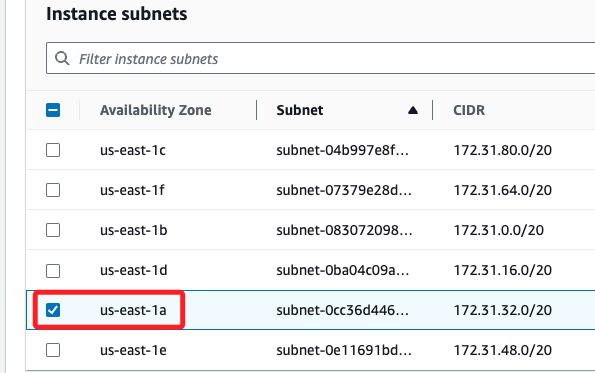 Instance subnets
Filter instance subnets
Availability Zone Subnet CIDR
us-east-1c subnet-04b997e8f... 172.31.80.0/20
us-east-1f subnet-07379e28d... 172.31.64.0/20
us-east-1b subnet-083072098... 172.31.0.0/20
us-east-1d subnet-0ba04c09a... 172.31.16.0/20
us-east-1a subnet-0cc36d446... 172.31.32.0/20
us-east-1e subnet-0e11691bd... 172.31.48.0/20